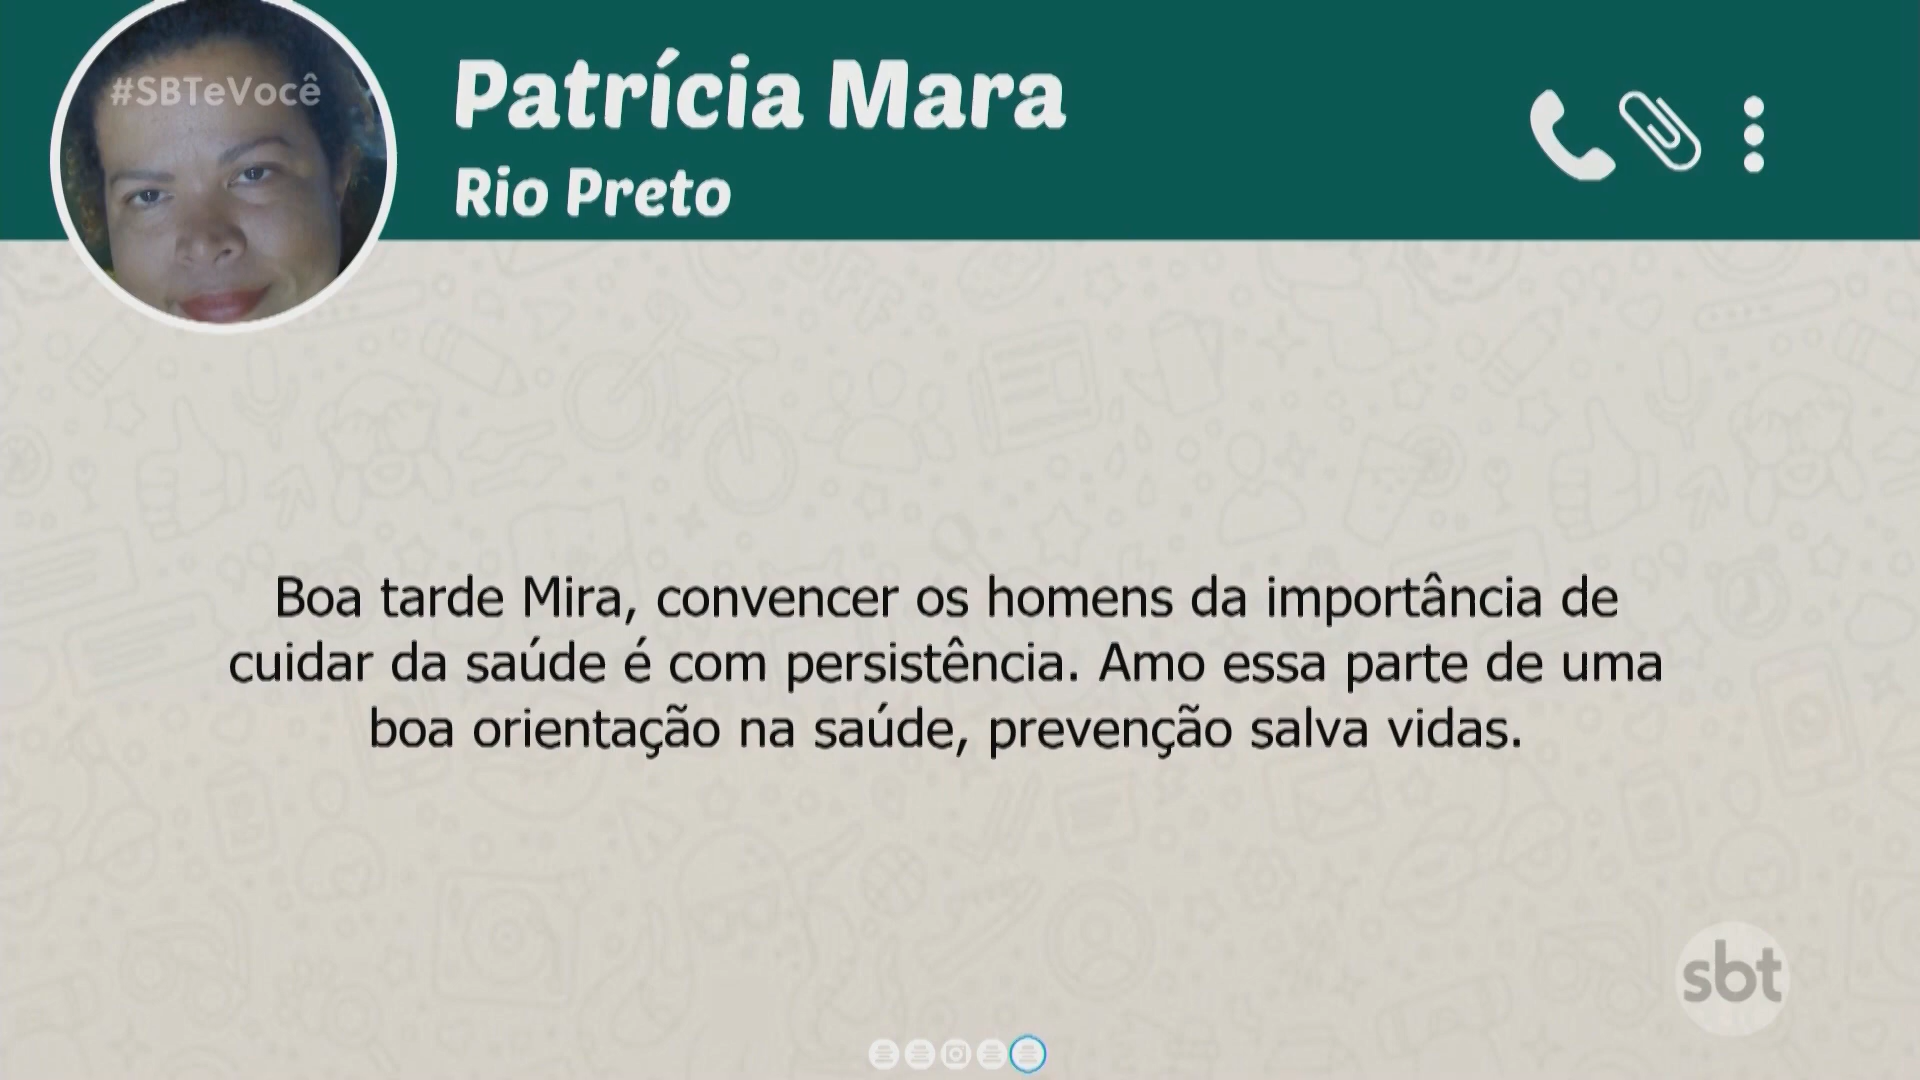 #SBTeVocê
Patrícia Mara
Rio Preto
Boa tarde Mira, convencer os homens da importância de
cuidar da saúde é com persistência. Amo essa parte de uma
boa orientação na saúde, prevenção salva vidas.
sbt